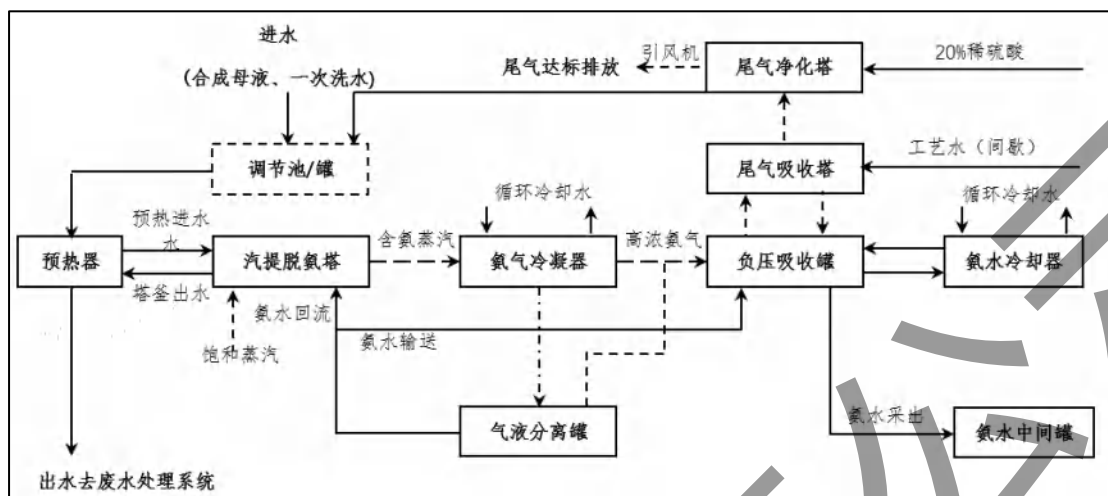 进水
(合成母液、一次洗水)
尾气达标排放
引风机
尾气净化塔
20%稀硫酸
调节池/罐
尾气吸收塔
工艺水（间歇）
循环冷却水
循环冷却水
预热进水
水
含氨蒸汽
高浓氨气
预热器
汽提脱氨塔
氨气冷凝器
负压吸收罐
氨水冷却器
塔釜出水
氨水回流
氨水输送
饱和蒸汽
气液分离罐
氨水采出
氨水中间罐
出水去废水处理系统